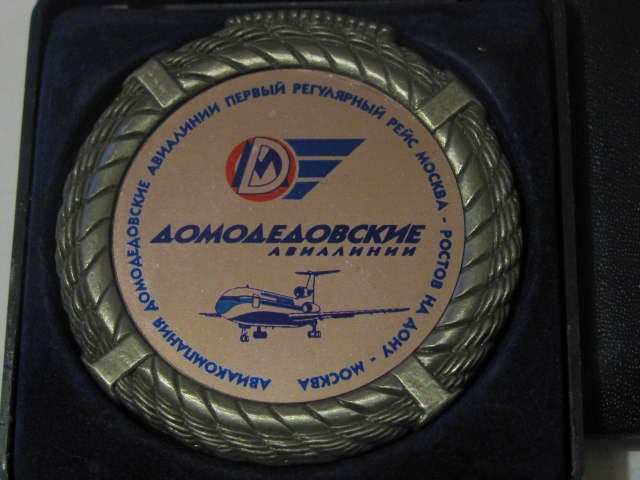 АВИАКОМПАНИЯ ДОМОДЕДОВСКИЕ АВИАЛИНИИ ПЕРВЫЙ РЕГУЛЯРНЫЙ РЕЙС МОСКВА - РОСТОВ НА ДОНУ - МОСКВА
ДОМОДЕДОВСКИЕ
АВИАЛИНИИ